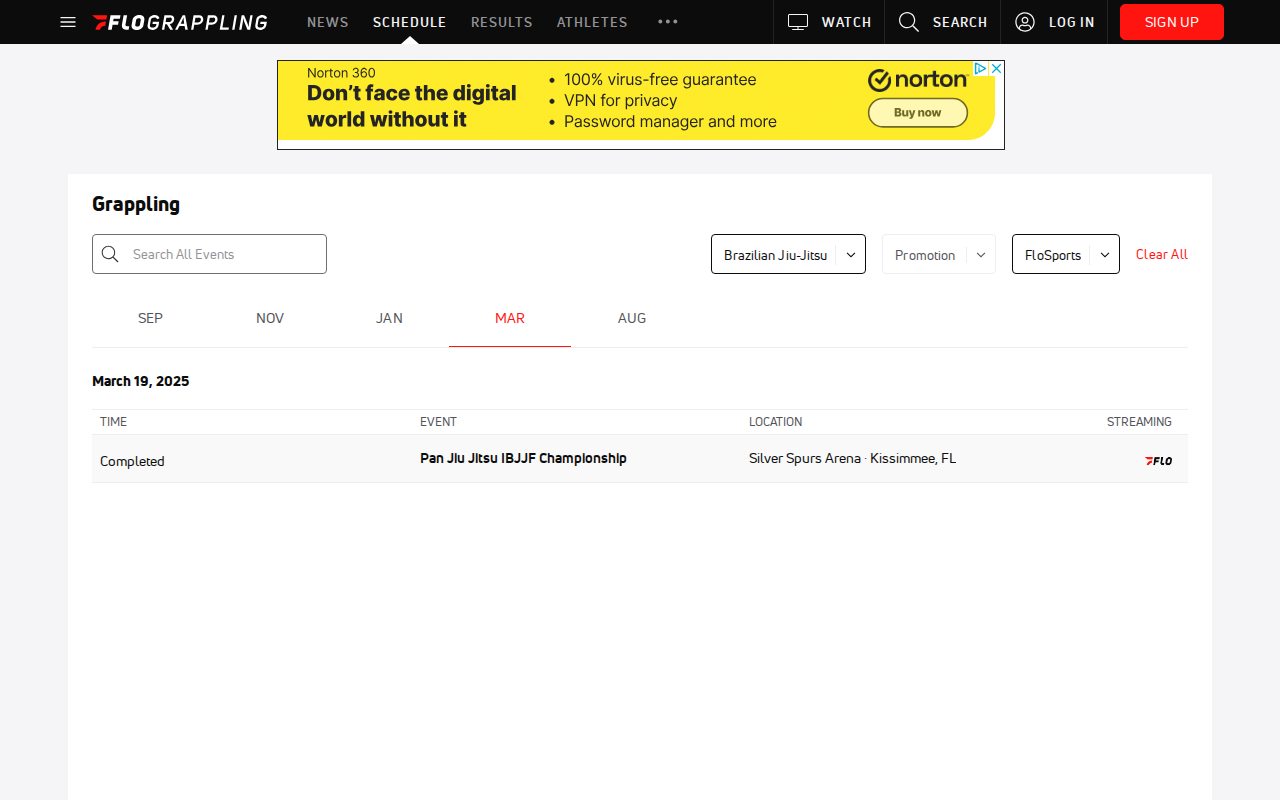 FLOGRAPPLING NEWS SCHEDULE RESULTS ATHLETES ••• WATCH SEARCH LOG IN SIGN UP
Norton 360
Don't face the digital
world without it
• 100% virus-free guarantee
• VPN for privacy
• Password manager and more
norton
Buy now
Grappling
Search All Events
Brazilian Jiu-Jitsu
Promotion
FloSports
Clear All
SEP NOV JAN MAR AUG
March 19, 2025
TIME EVENT LOCATION STREAMING
Completed Pan Jiu Jitsu IBJJF Championship Silver Spurs Arena · Kissimmee, FL FLO